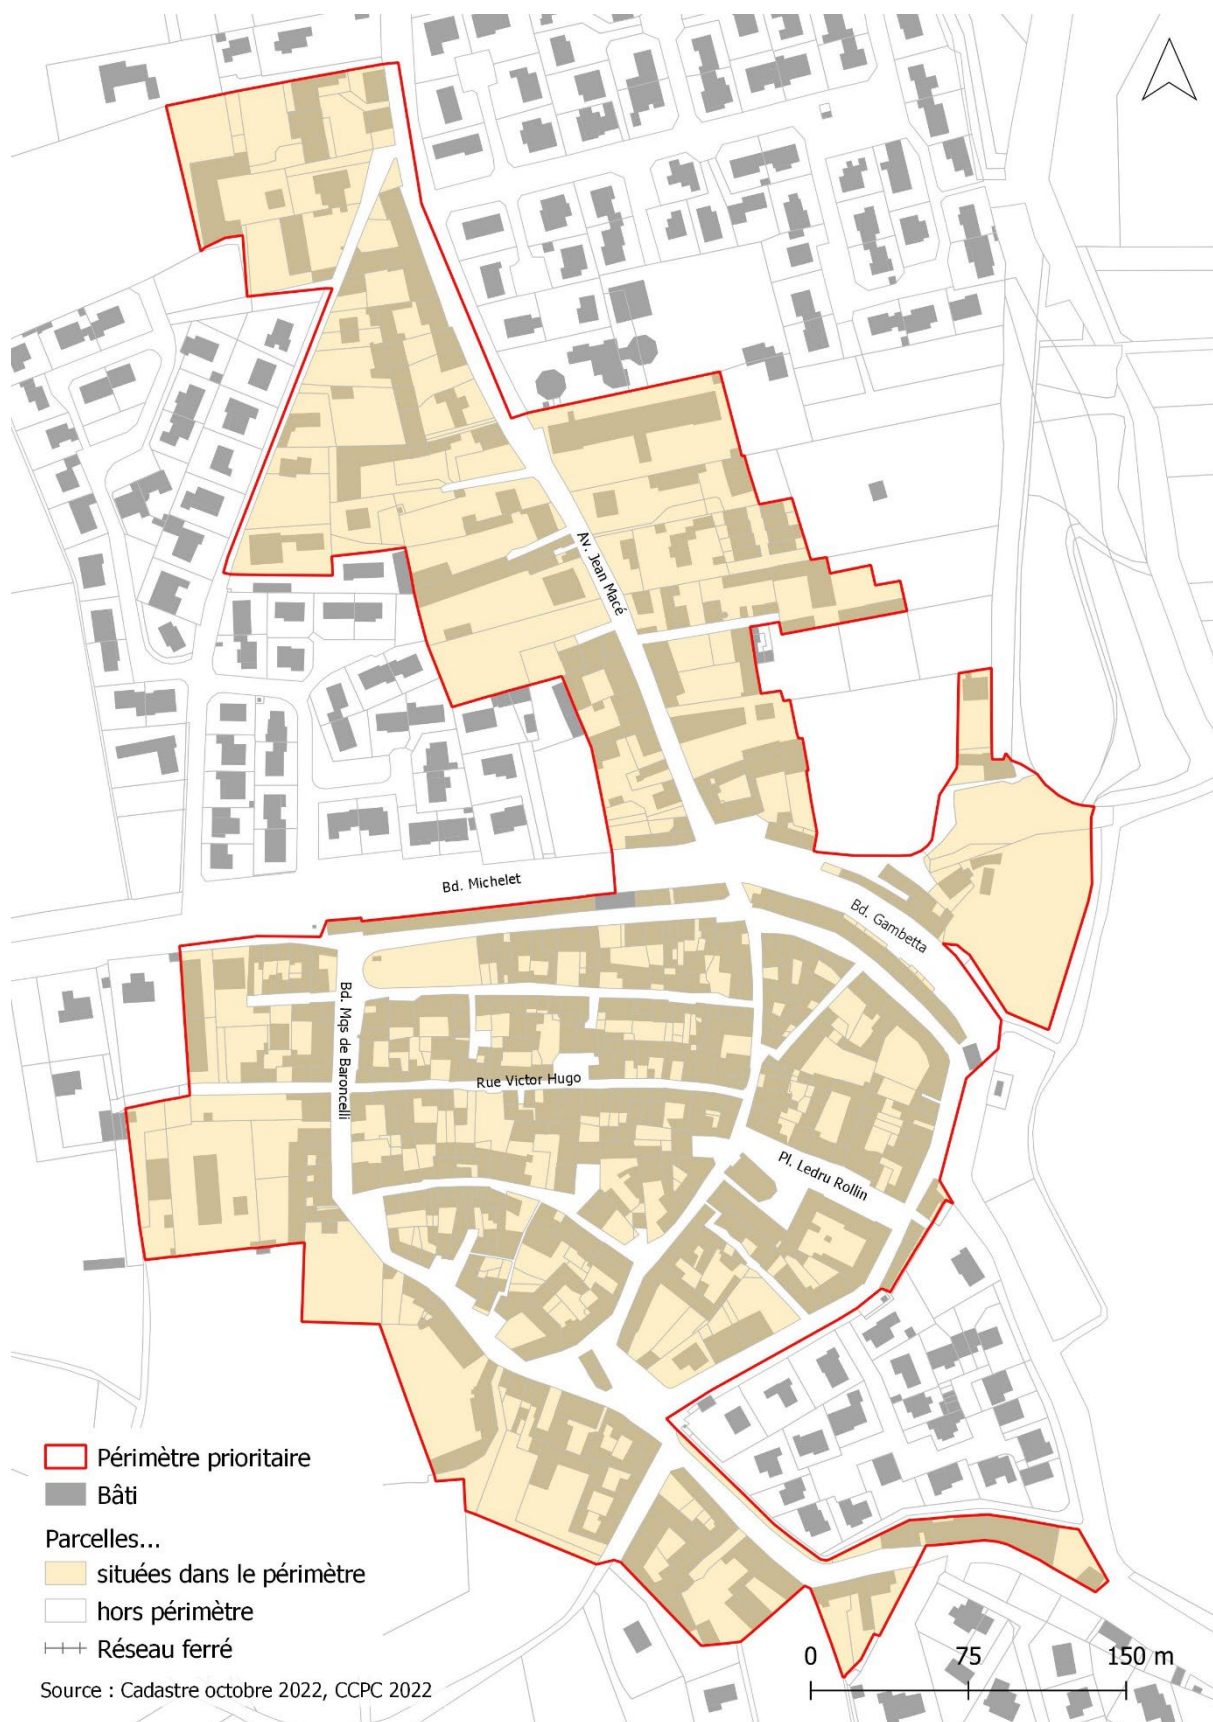 Av. Jean Macé
Bd. Michelet
Bd. Gambetta
Bd. Mqs de Baroncelli
Rue Victor Hugo
Pl. Ledru Rollin
Périmètre prioritaire
Bâti
Parcelles...
situées dans le périmètre
hors périmètre
Réseau ferré
0 75 150 m
Source : Cadastre octobre 2022, CCPC 2022